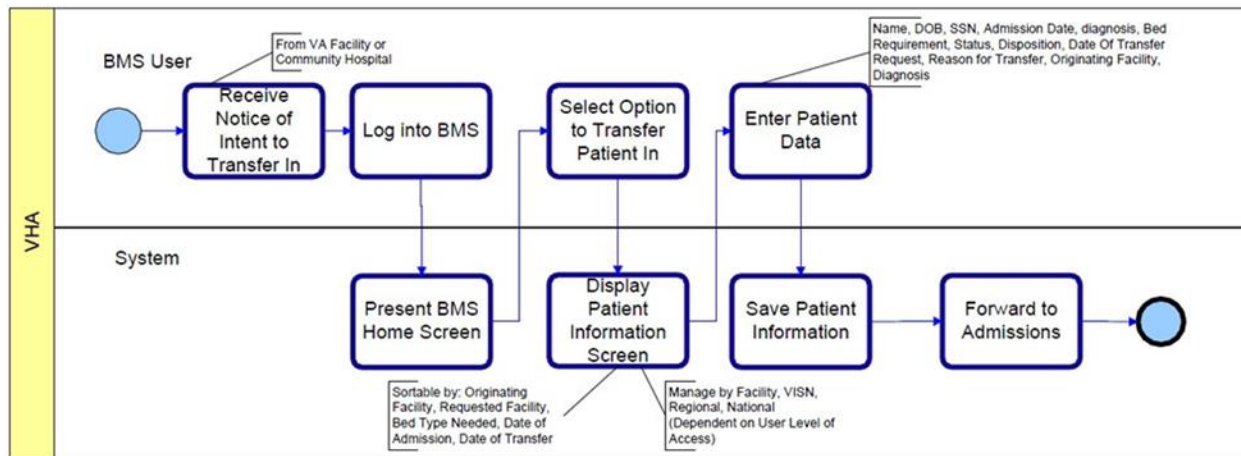 VHA
BMS User
From VA Facility or
Community Hospital
Name, DOB, SSN, Admission Date, diagnosis, Bed
Requirement, Status, Disposition, Date Of Transfer
Request, Reason for Transfer, Originating Facility,
Diagnosis
Receive
Notice of
Intent to
Transfer In
Log into BMS
Select Option
to Transfer
Patient In
Enter Patient
Data
System
Present BMS
Home Screen
Display
Patient
Information
Screen
Save Patient
Information
Forward to
Admissions
Sortable by: Originating
Facility, Requested Facility,
Bed Type Needed, Date of
Admission, Date of Transfer
Manage by Facility, VISN,
Regional, National
(Dependent on User Level of
Access)